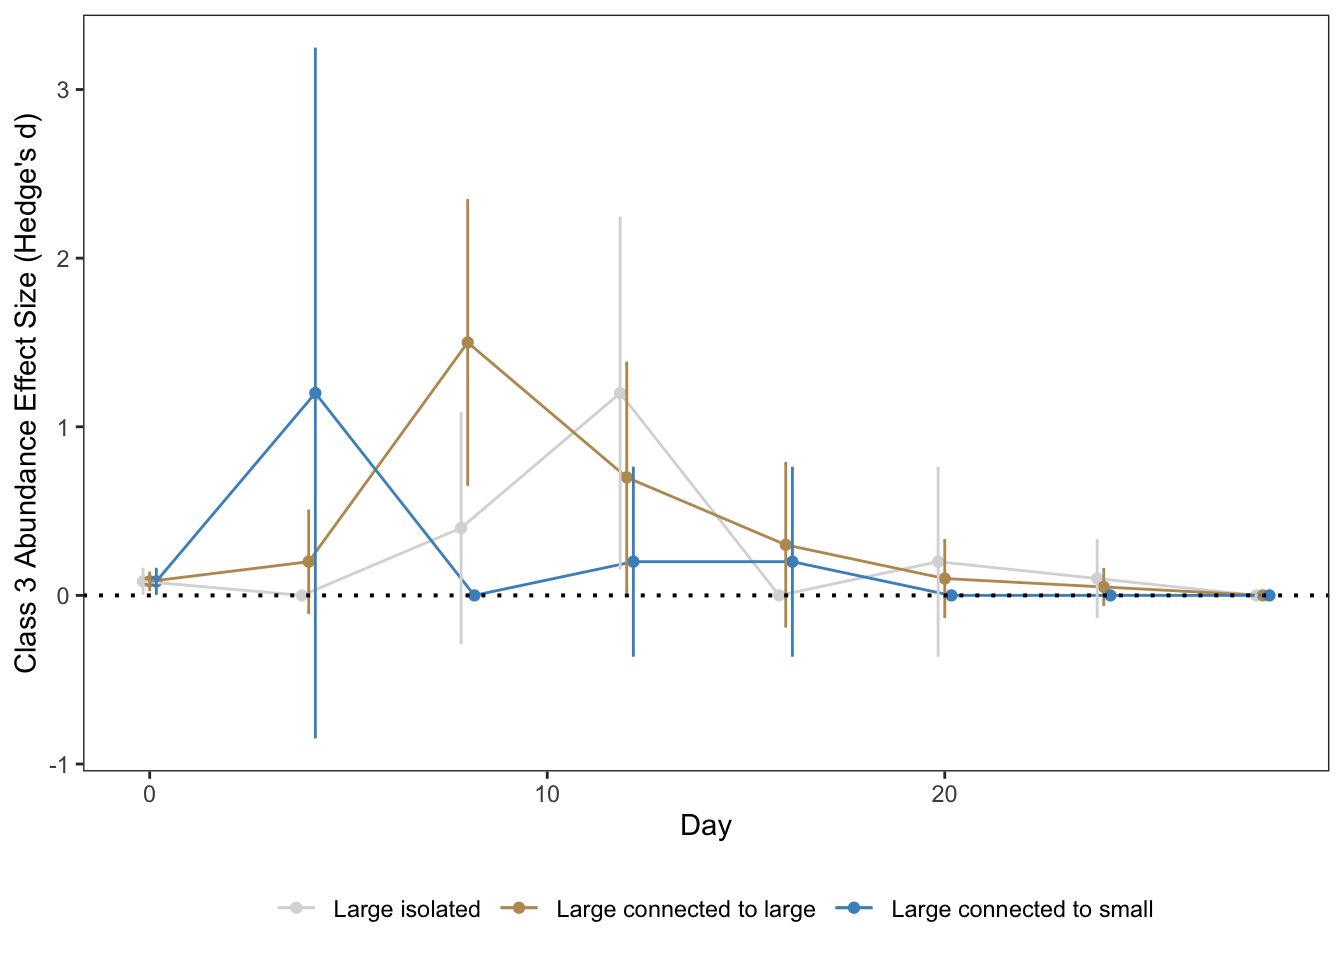 Class 3 Abundance Effect Size (Hedge's d)
3
2
1
0
-1
0 10 20
Day
Large isolated Large connected to large Large connected to small